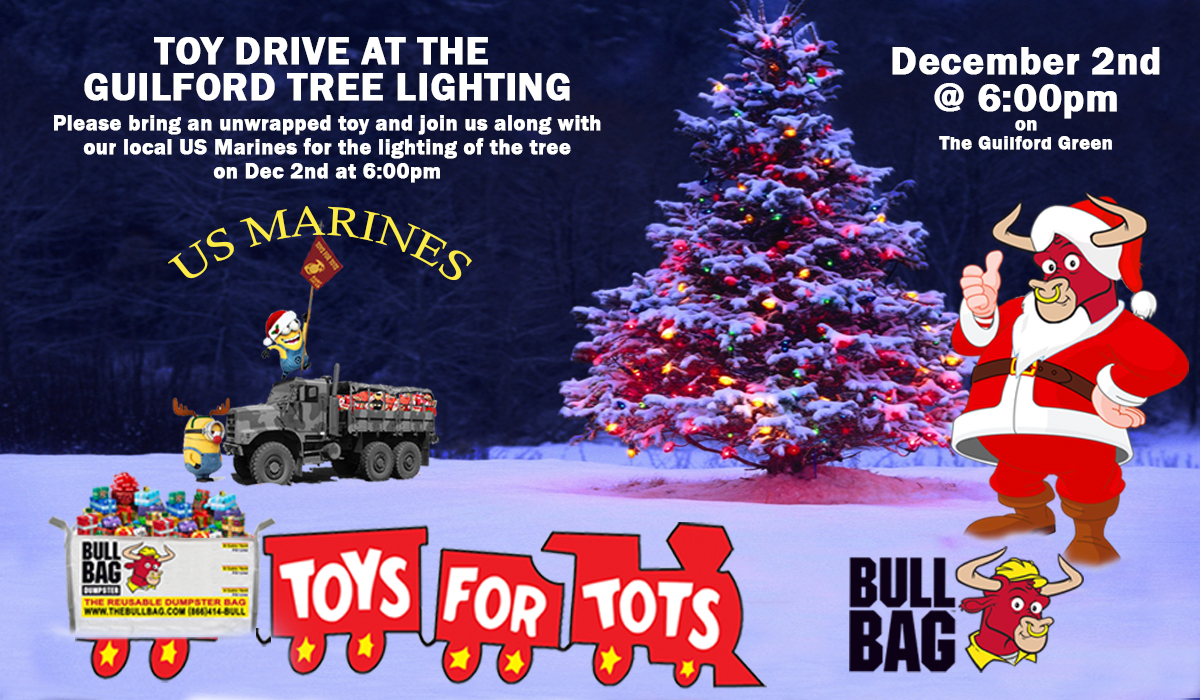 TOY DRIVE AT THE
GUILFORD TREE LIGHTING
Please bring an unwrapped toy and join us along with
our local US Marines for the lighting of the tree
on Dec 2nd at 6:00pm
December 2nd
@ 6:00pm
on
The Guilford Green
US MARINES
TOYS FOR TOTS
BULL
BAG
DUMPSTER
THE REUSABLE DUMPSTER BAG
WWW.THEBULLBAG.COM (866)414-BULL
TOYS FOR TOTS
BULL
BAG